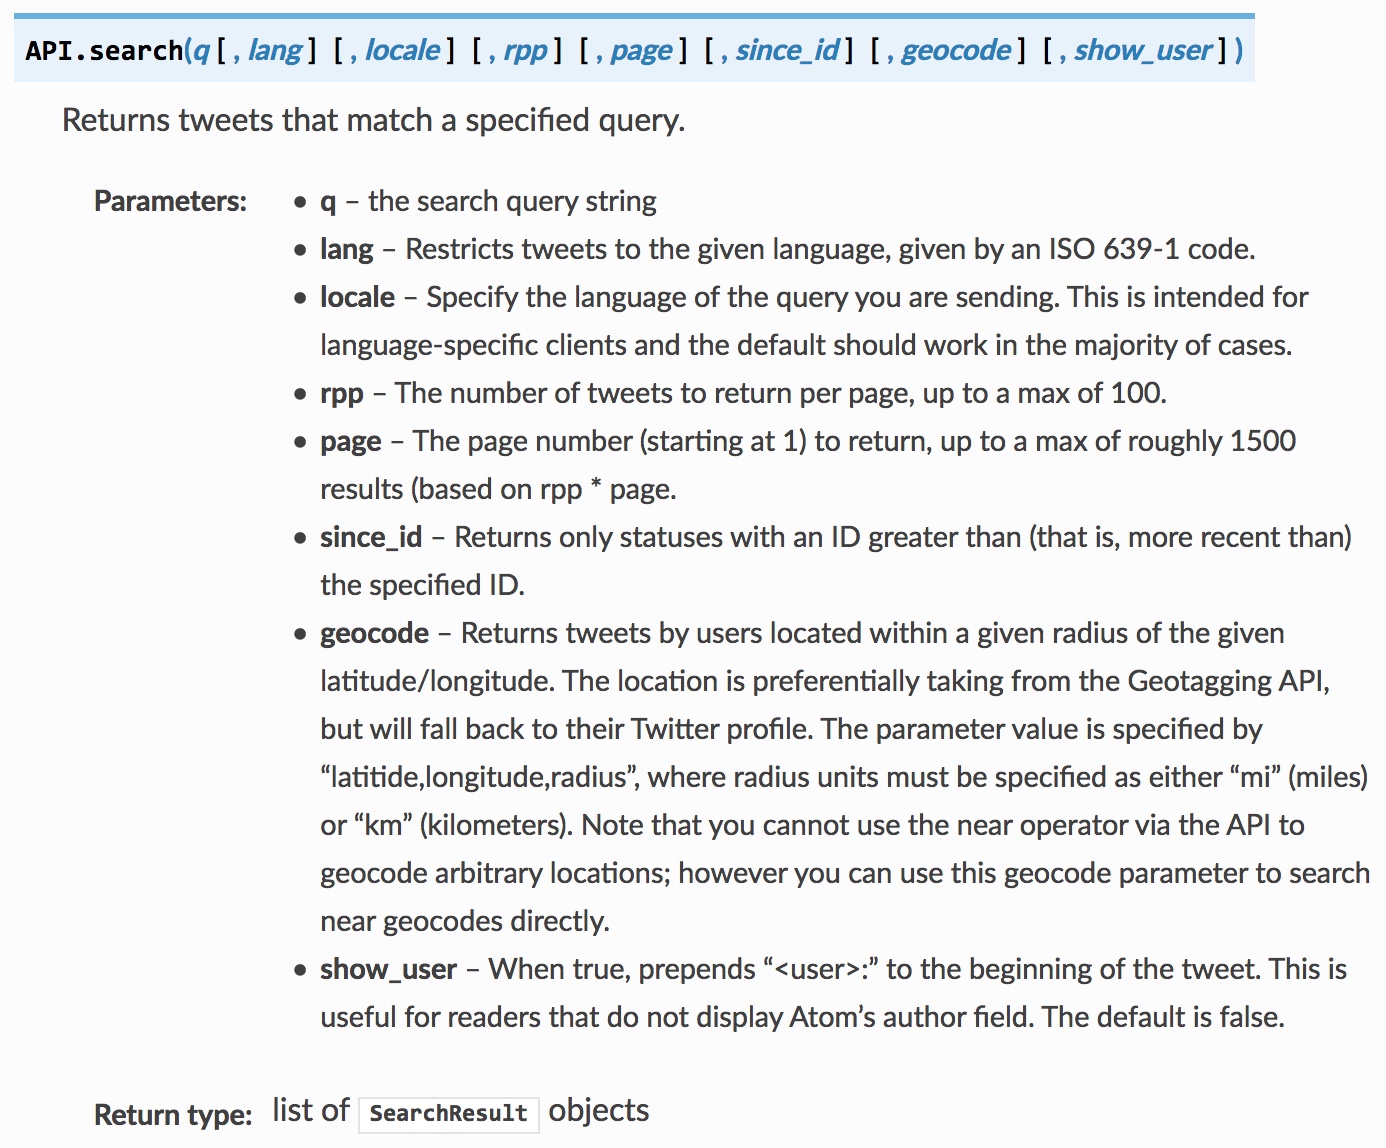 API.search(q[, lang][, locale][, rpp][, page][, since_id][, geocode][, show_user])
Returns tweets that match a specified query.
Parameters:
• q – the search query string
• lang – Restricts tweets to the given language, given by an ISO 639-1 code.
• locale – Specify the language of the query you are sending. This is intended for
language-specific clients and the default should work in the majority of cases.
• rpp – The number of tweets to return per page, up to a max of 100.
• page – The page number (starting at 1) to return, up to a max of roughly 1500
results (based on rpp * page.
• since_id – Returns only statuses with an ID greater than (that is, more recent than)
the specified ID.
• geocode – Returns tweets by users located within a given radius of the given
latitude/longitude. The location is preferentially taking from the Geotagging API,
but will fall back to their Twitter profile. The parameter value is specified by
“latitide,longitude,radius”, where radius units must be specified as either “mi” (miles)
or “km” (kilometers). Note that you cannot use the near operator via the API to
geocode arbitrary locations; however you can use this geocode parameter to search
near geocodes directly.
• show_user – When true, prepends “<user>:” to the beginning of the tweet. This is
useful for readers that do not display Atom’s author field. The default is false.
Return type: list of SearchResult objects